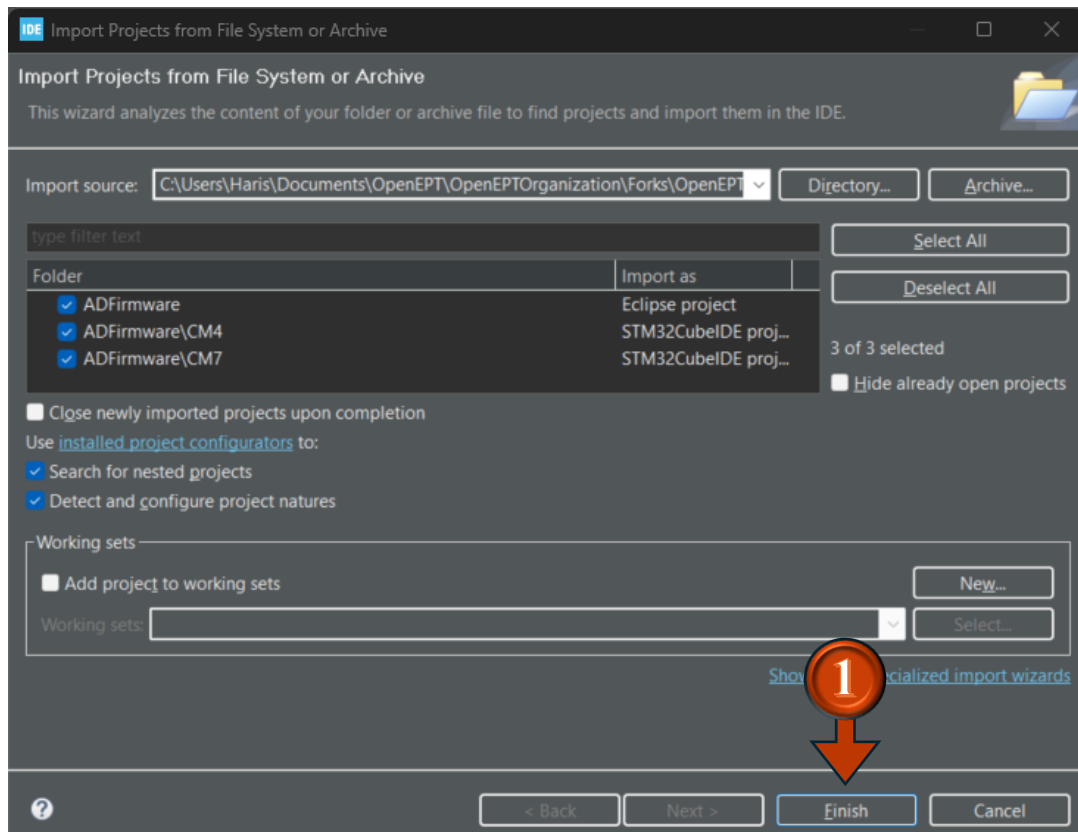 IDE Import Projects from File System or Archive
Import Projects from File System or Archive
This wizard analyzes the content of your folder or archive file to find projects and import them in the IDE.
Import source: C:\Users\Haris\Documents\OpenEPT\OpenEPTOrganization\Forks\OpenEPT Directory... Archive...
type filter text
Select All
Folder Import as
Deselect All
ADFirmware Eclipse project
ADFirmware\CM4 STM32CubeIDE proj...
ADFirmware\CM7 STM32CubeIDE proj...
3 of 3 selected
Hide already open projects
Close newly imported projects upon completion
Use installed project configurators to:
Search for nested projects
Detect and configure project natures
Working sets
Add project to working sets New...
Working sets: Select...
1
import wizards
? < Back Next > Finish Cancel